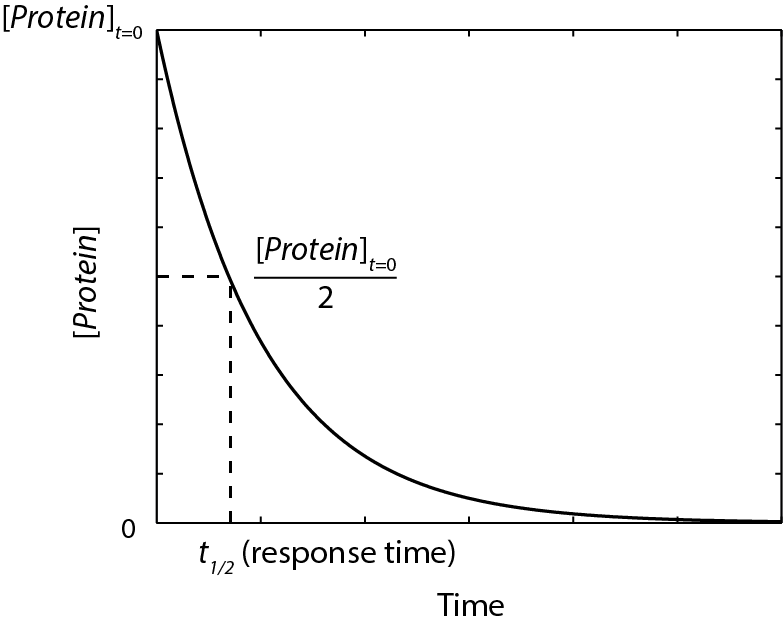 [Protein]t=0
[Protein]
[Protein]t=0
2
0
t1/2 (response time)
Time